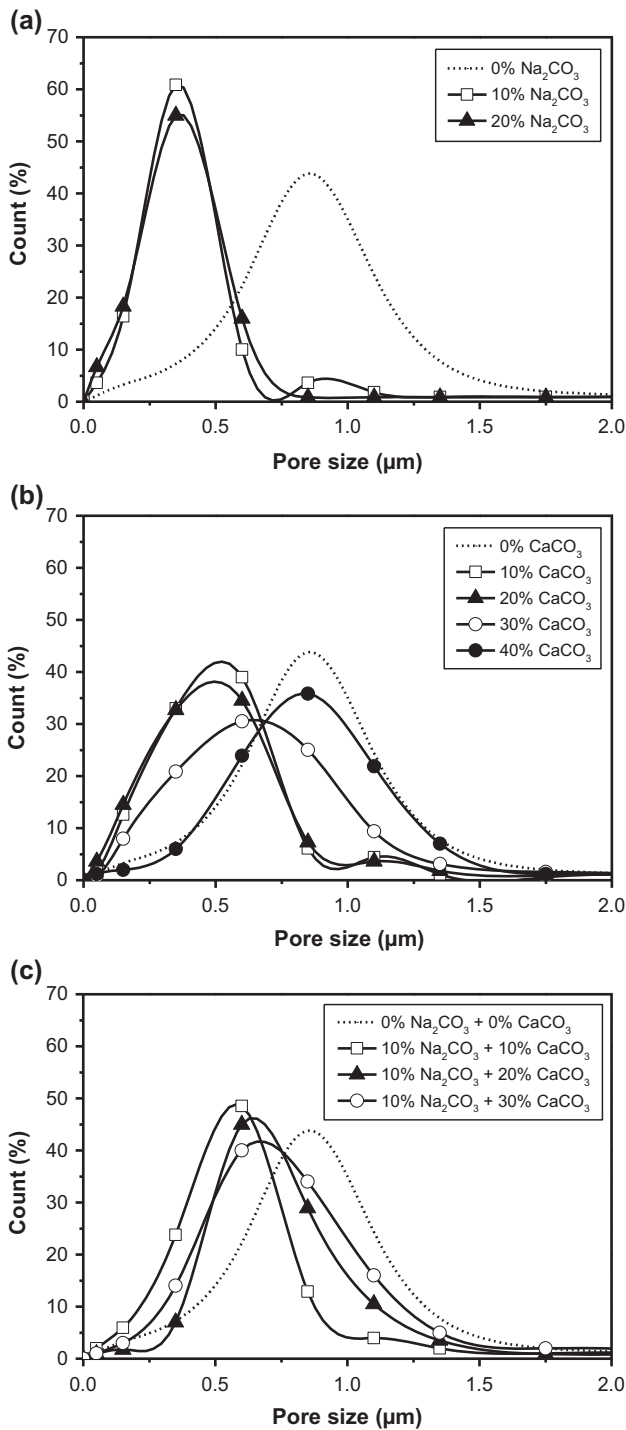 (a)
70
60
50
40
30
20
10
0
Count (%)
0% Na₂CO₃
10% Na₂CO₃
20% Na₂CO₃
0.0 0.5 1.0 1.5 2.0
Pore size (µm)
(b)
70
60
50
40
30
20
10
0
Count (%)
0% CaCO₃
10% CaCO₃
20% CaCO₃
30% CaCO₃
40% CaCO₃
0.0 0.5 1.0 1.5 2.0
Pore size (µm)
(c)
70
60
50
40
30
20
10
0
Count (%)
0% Na₂CO₃ + 0% CaCO₃
10% Na₂CO₃ + 10% CaCO₃
10% Na₂CO₃ + 20% CaCO₃
10% Na₂CO₃ + 30% CaCO₃
0.0 0.5 1.0 1.5 2.0
Pore size (µm)